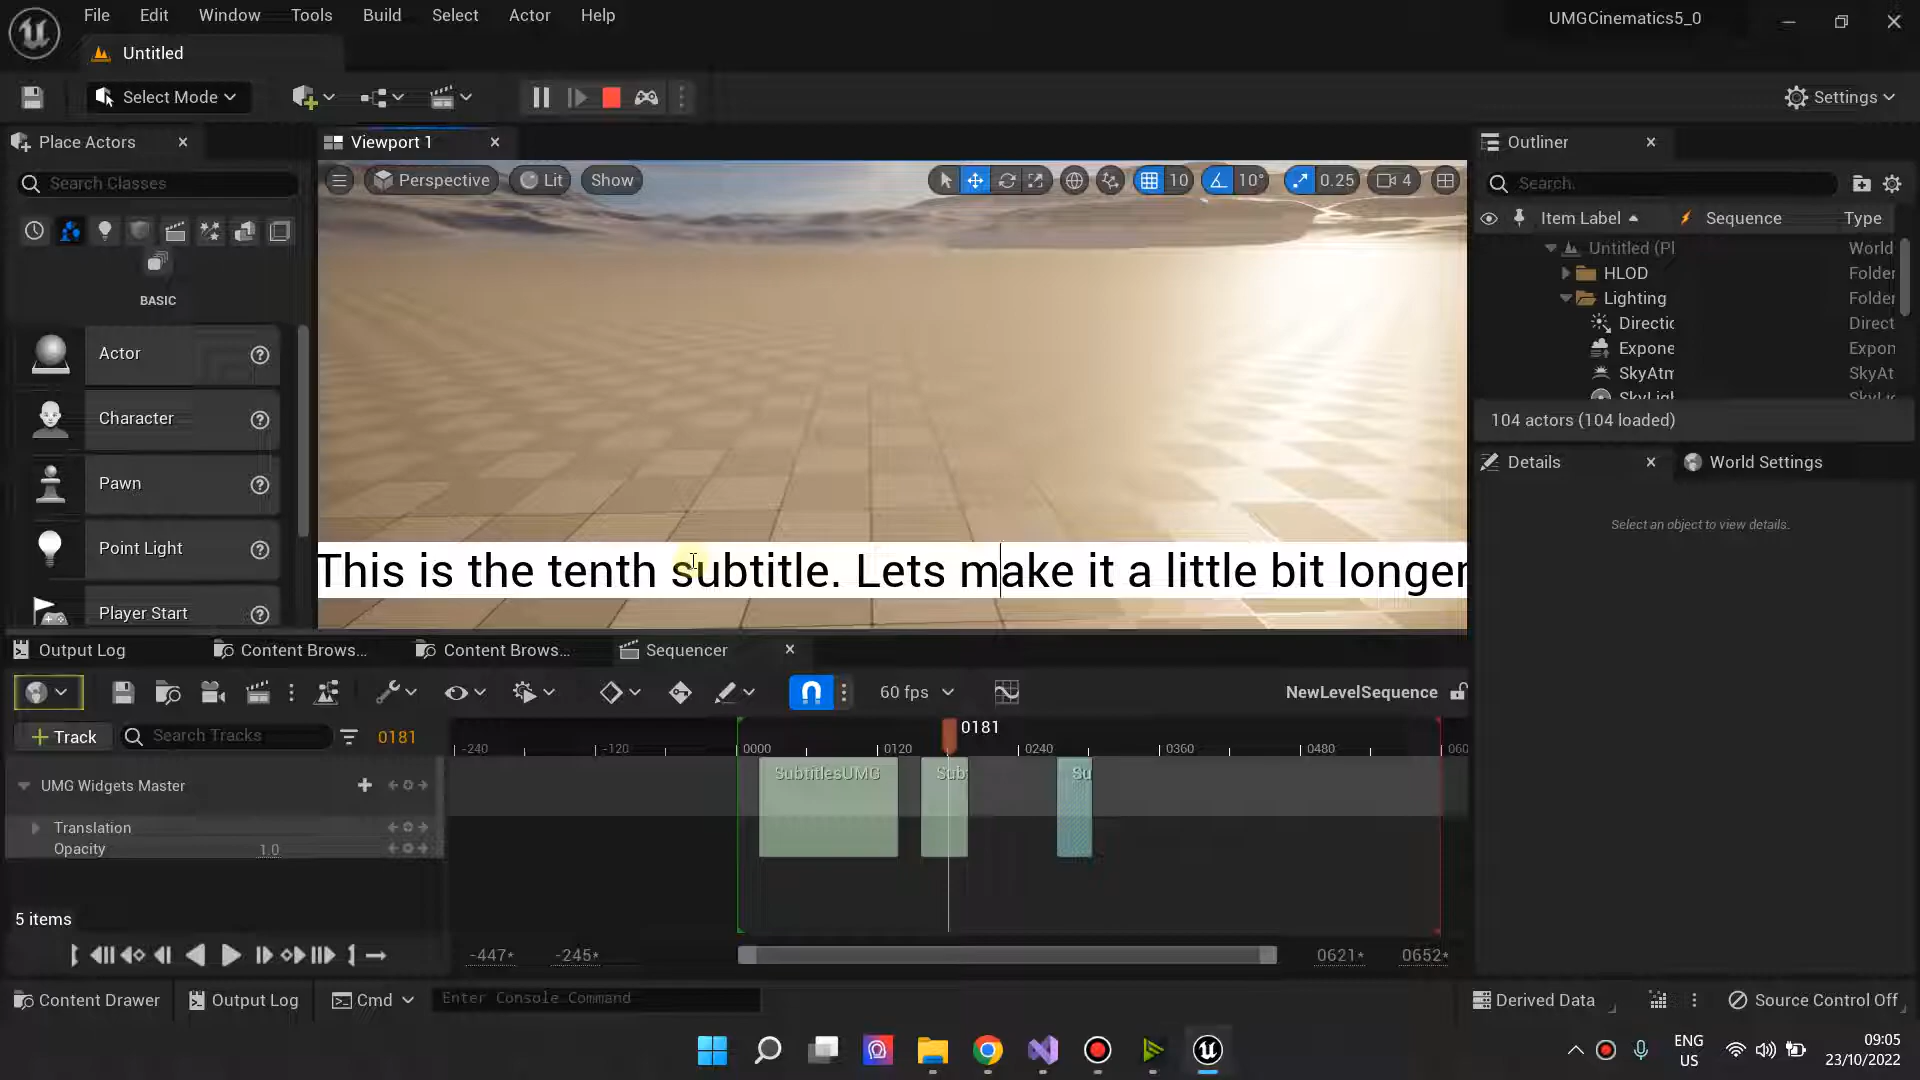 File Edit Window Tools Build Select Actor Help
UMGCinematics5_0
Untitled
Select Mode
Settings
Place Actors
Viewport 1
Outliner
Search Classes
Perspective Lit Show
10 10° 0.25 4
Search.
Item Label Sequence Type
Untitled (Pl World
HLOD Folder
Lighting Folder
Directic Direct
Expone Expon
SkyAtm SkyAt
SkyLigh SkyLi
104 actors (104 loaded)
BASIC
Actor
Character
Pawn
Point Light
Player Start
Details
World Settings
Select an object to view details.
This is the tenth subtitle. Lets make it a little bit longer
Output Log
Content Brows...
Content Brows...
Sequencer
60 fps
NewLevelSequence
Track
Search Tracks
0181
0181
-240 -120 0000 0120 0240 0360 0480 060
UMG Widgets Master
SubtitlesUMG Sub Su
Translation
Opacity 1.0
5 items
-447* -245* 0621* 0652*
Content Drawer Output Log Cmd Enter Console Command
Derived Data Source Control Off
ENG
US
09:05
23/10/2022